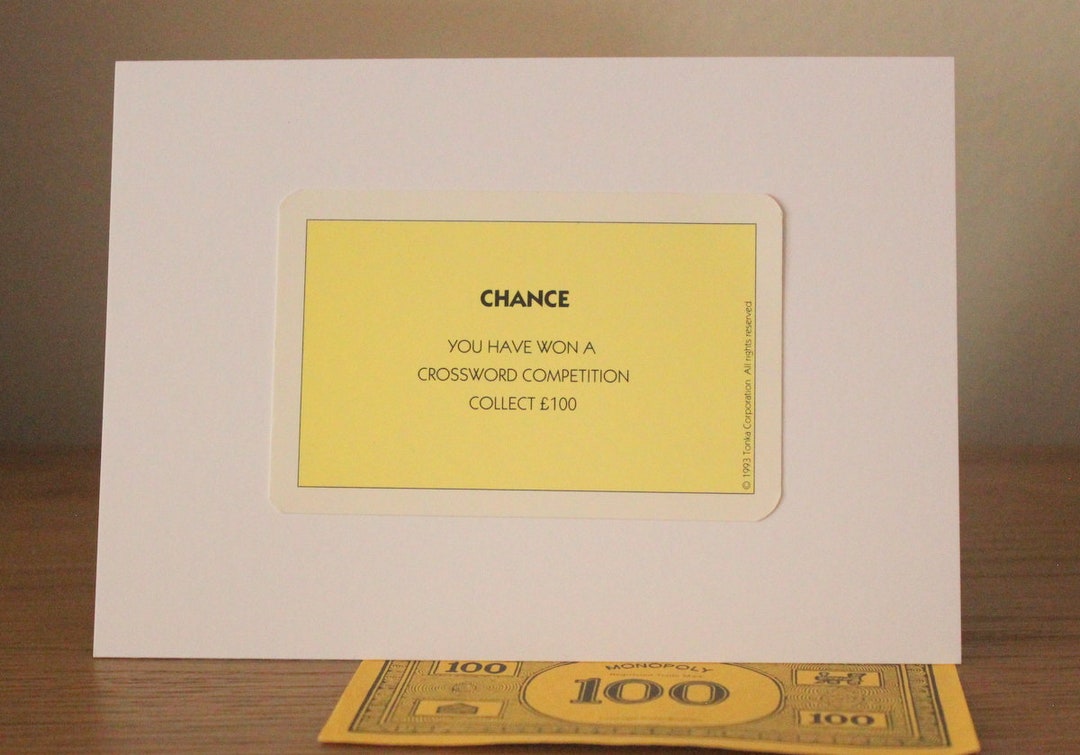 CHANCE
YOU HAVE WON A
CROSSWORD COMPETITION
COLLECT £100
© 1993 Tonka Corporation All rights reserved
100
MONOPOLY
100
100